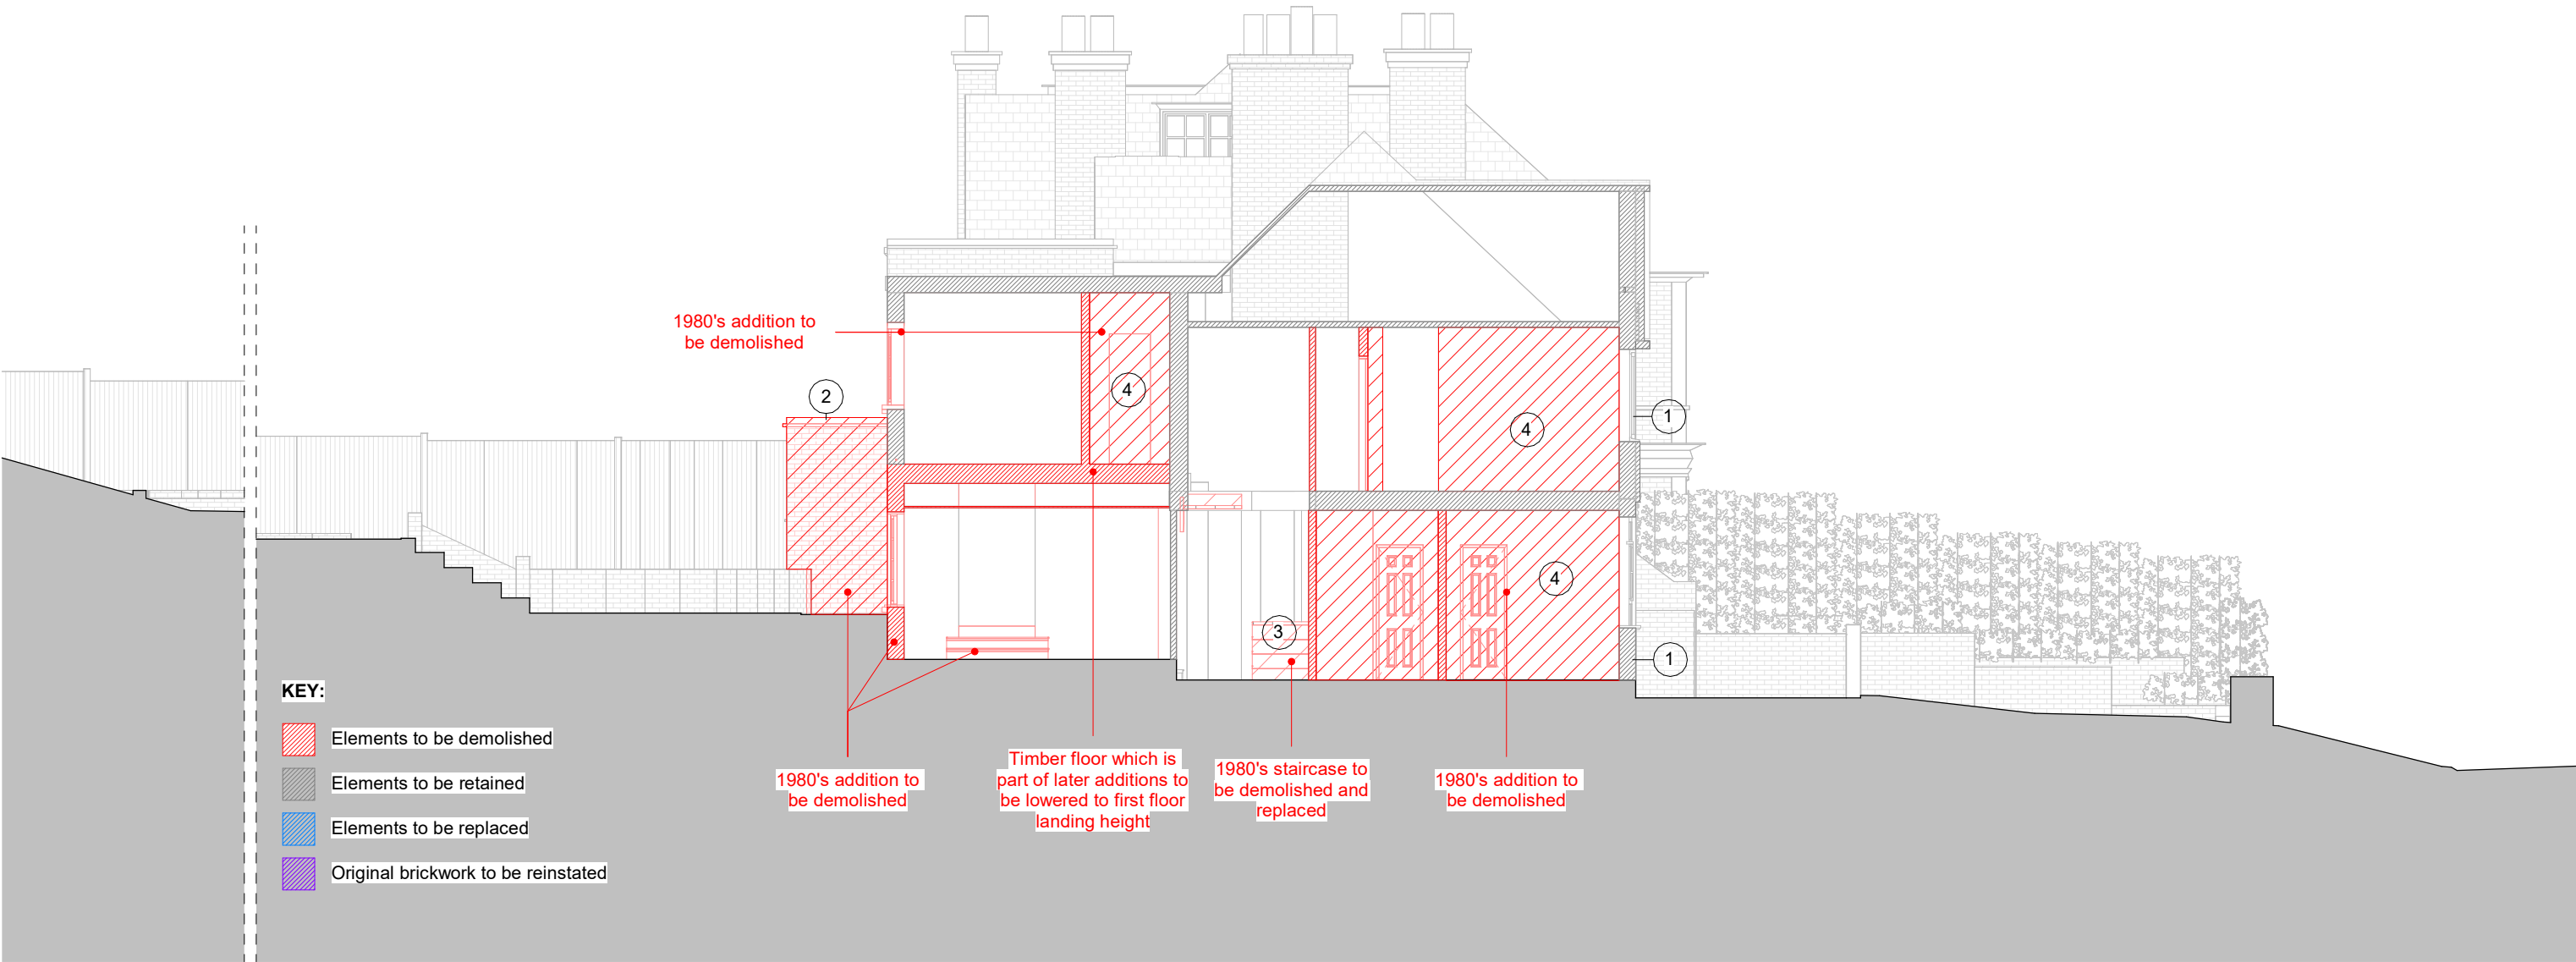 1980's addition to
be demolished
2
4
4
1
3
4
1
KEY:
Elements to be demolished
Elements to be retained
Elements to be replaced
Original brickwork to be reinstated
1980's addition to
be demolished
Timber floor which is
part of later additions to
be lowered to first floor
landing height
1980's staircase to
be demolished and
replaced
1980's addition to
be demolished